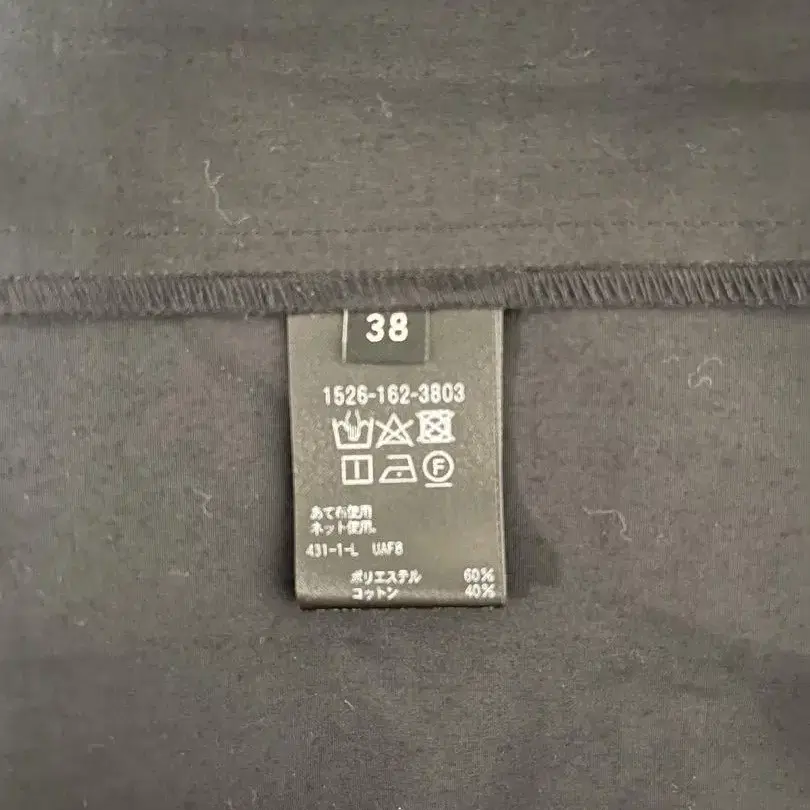 38
1526-162-3803
F
あて布使用
ネット使用。
431-1-L UAFB
ポリエステル 60%
コットン 40%